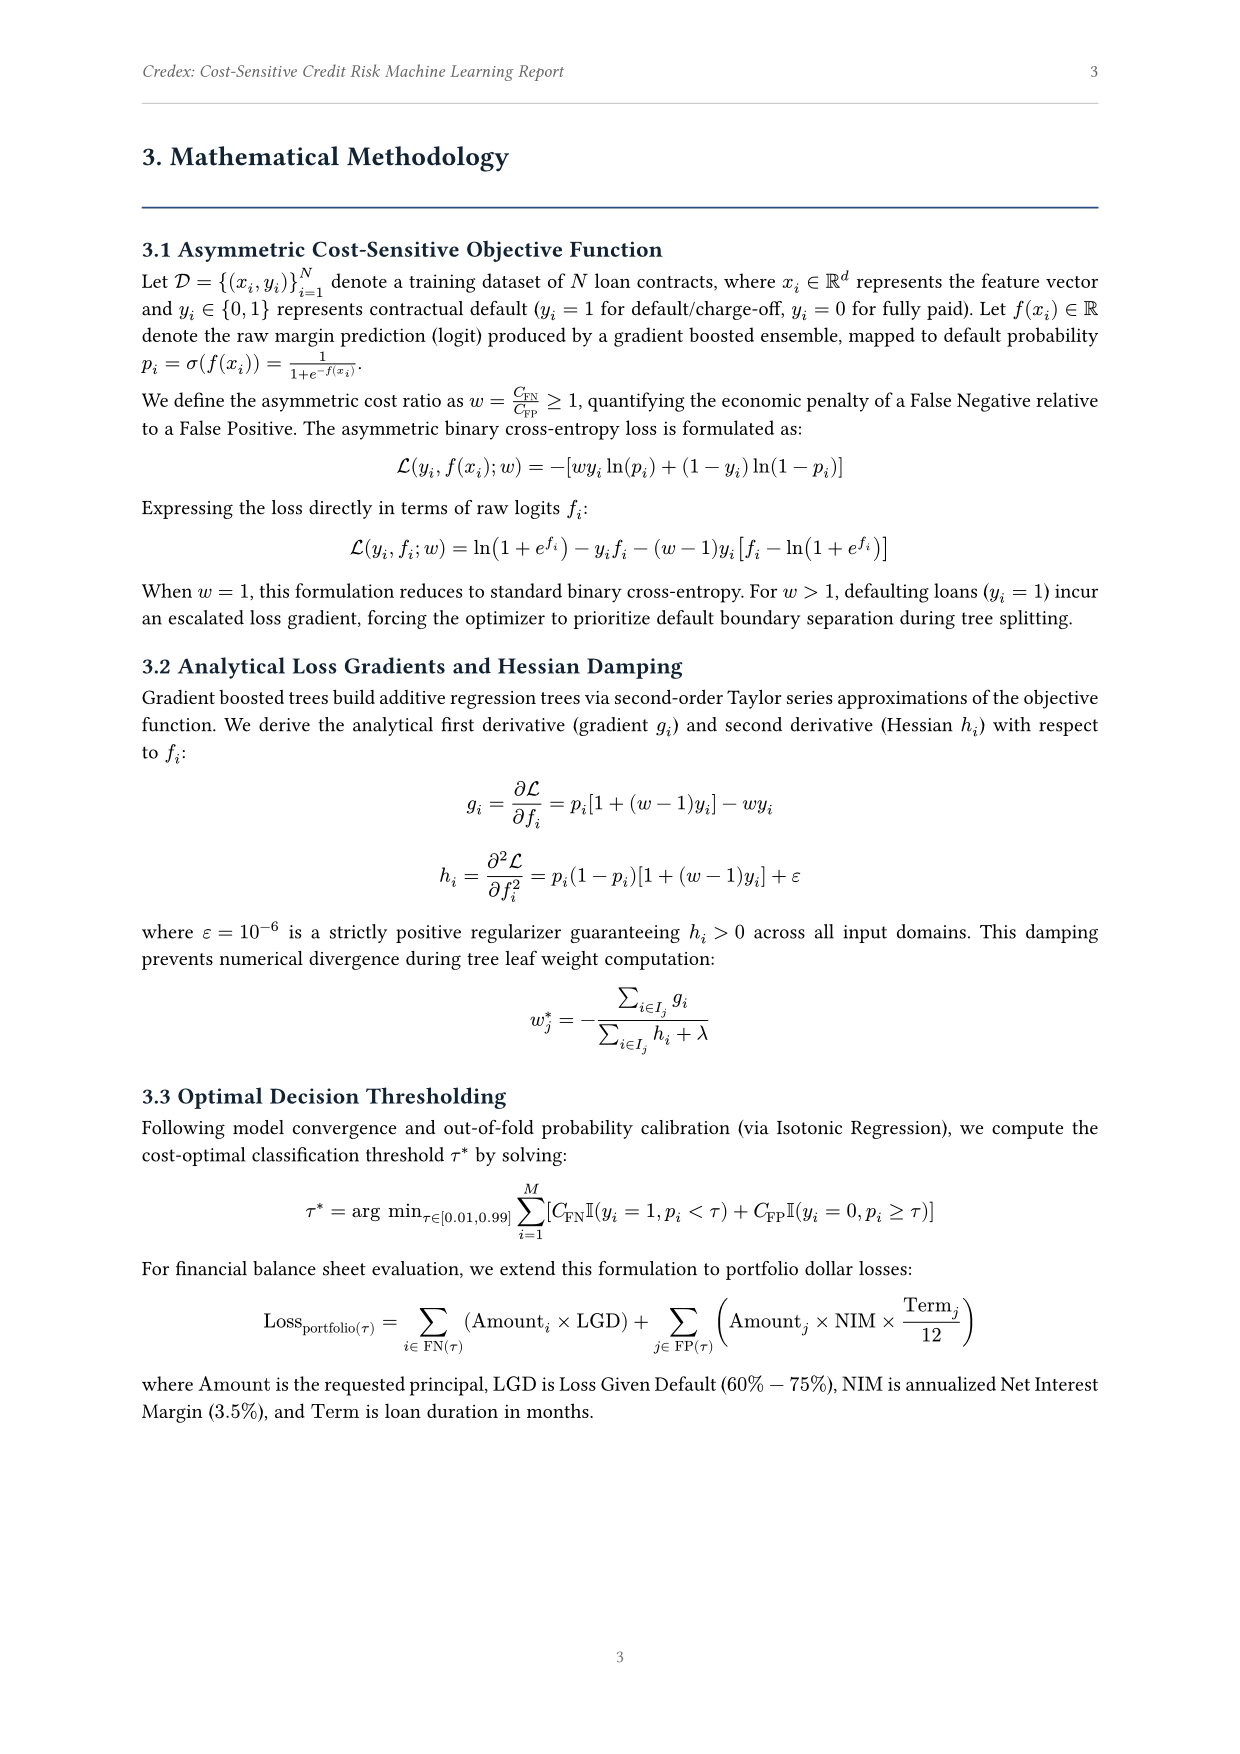 Credex: Cost-Sensitive Credit Risk Machine Learning Report 3
3. Mathematical Methodology
3.1 Asymmetric Cost-Sensitive Objective Function
Let 𝒟 = {(x_i, y_i)}_{i=1}^N denote a training dataset of N loan contracts, where x_i ∈ ℝ^d represents the feature vector
and y_i ∈ {0, 1} represents contractual default (y_i = 1 for default/charge-off, y_i = 0 for fully paid). Let f(x_i) ∈ ℝ
denote the raw margin prediction (logit) produced by a gradient boosted ensemble, mapped to default probability
p_i = σ(f(x_i)) = 1/(1+e^{−f(x_i)}).
We define the asymmetric cost ratio as w = C_FN/C_FP ≥ 1, quantifying the economic penalty of a False Negative relative
to a False Positive. The asymmetric binary cross-entropy loss is formulated as:
ℒ(y_i, f(x_i); w) = −[wy_i ln(p_i) + (1 − y_i) ln(1 − p_i)]
Expressing the loss directly in terms of raw logits f_i:
ℒ(y_i, f_i; w) = ln(1 + e^{f_i}) − y_i f_i − (w − 1)y_i[f_i − ln(1 + e^{f_i})]
When w = 1, this formulation reduces to standard binary cross-entropy. For w > 1, defaulting loans (y_i = 1) incur
an escalated loss gradient, forcing the optimizer to prioritize default boundary separation during tree splitting.
3.2 Analytical Loss Gradients and Hessian Damping
Gradient boosted trees build additive regression trees via second-order Taylor series approximations of the objective
function. We derive the analytical first derivative (gradient g_i) and second derivative (Hessian h_i) with respect
to f_i:
g_i = ∂ℒ/∂f_i = p_i[1 + (w − 1)y_i] − wy_i
h_i = ∂²ℒ/∂f_i² = p_i(1 − p_i)[1 + (w − 1)y_i] + ε
where ε = 10^{−6} is a strictly positive regularizer guaranteeing h_i > 0 across all input domains. This damping
prevents numerical divergence during tree leaf weight computation:
w_j^* = −(∑_{i∈I_j} g_i)/(∑_{i∈I_j} h_i + λ)
3.3 Optimal Decision Thresholding
Following model convergence and out-of-fold probability calibration (via Isotonic Regression), we compute the
cost-optimal classification threshold τ* by solving:
τ* = arg min_{τ∈[0.01,0.99]} ∑_{i=1}^M [C_FN 𝕀(y_i = 1, p_i < τ) + C_FP 𝕀(y_i = 0, p_i ≥ τ)]
For financial balance sheet evaluation, we extend this formulation to portfolio dollar losses:
Loss_{portfolio(τ)} = ∑_{i∈ FN(τ)} (Amount_i × LGD) + ∑_{j∈ FP(τ)} (Amount_j × NIM × Term_j/12)
where Amount is the requested principal, LGD is Loss Given Default (60% − 75%), NIM is annualized Net Interest
Margin (3.5%), and Term is loan duration in months.
3